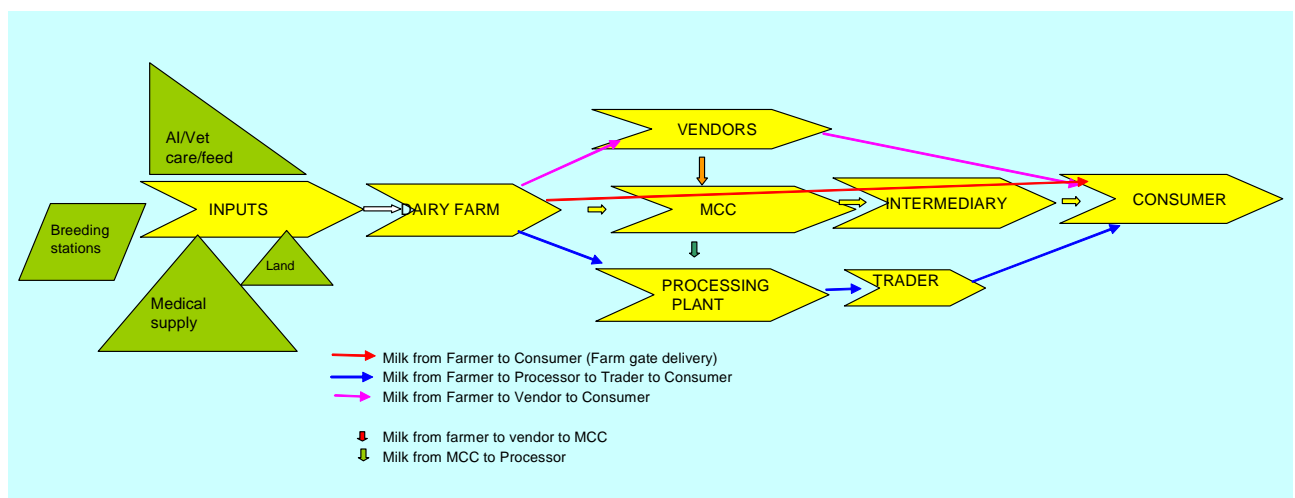 AI/Vet
care/feed
VENDORS
INPUTS
DAIRY FARM
MCC
INTERMEDIARY
CONSUMER
Breeding
stations
Land
Medical
supply
PROCESSING
PLANT
TRADER
Milk from Farmer to Consumer (Farm gate delivery)
Milk from Farmer to Processor to Trader to Consumer
Milk from Farmer to Vendor to Consumer
Milk from farmer to vendor to MCC
Milk from MCC to Processor